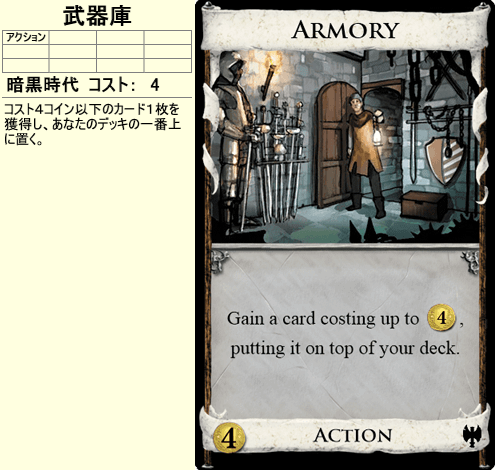 武器庫
アクション
暗黒時代 コスト： 4
コスト4コイン以下のカード1枚を
獲得し、あなたのデッキの一番上
に置く。
ARMORY
Gain a card costing up to 4,
putting it on top of your deck.
4
ACTION